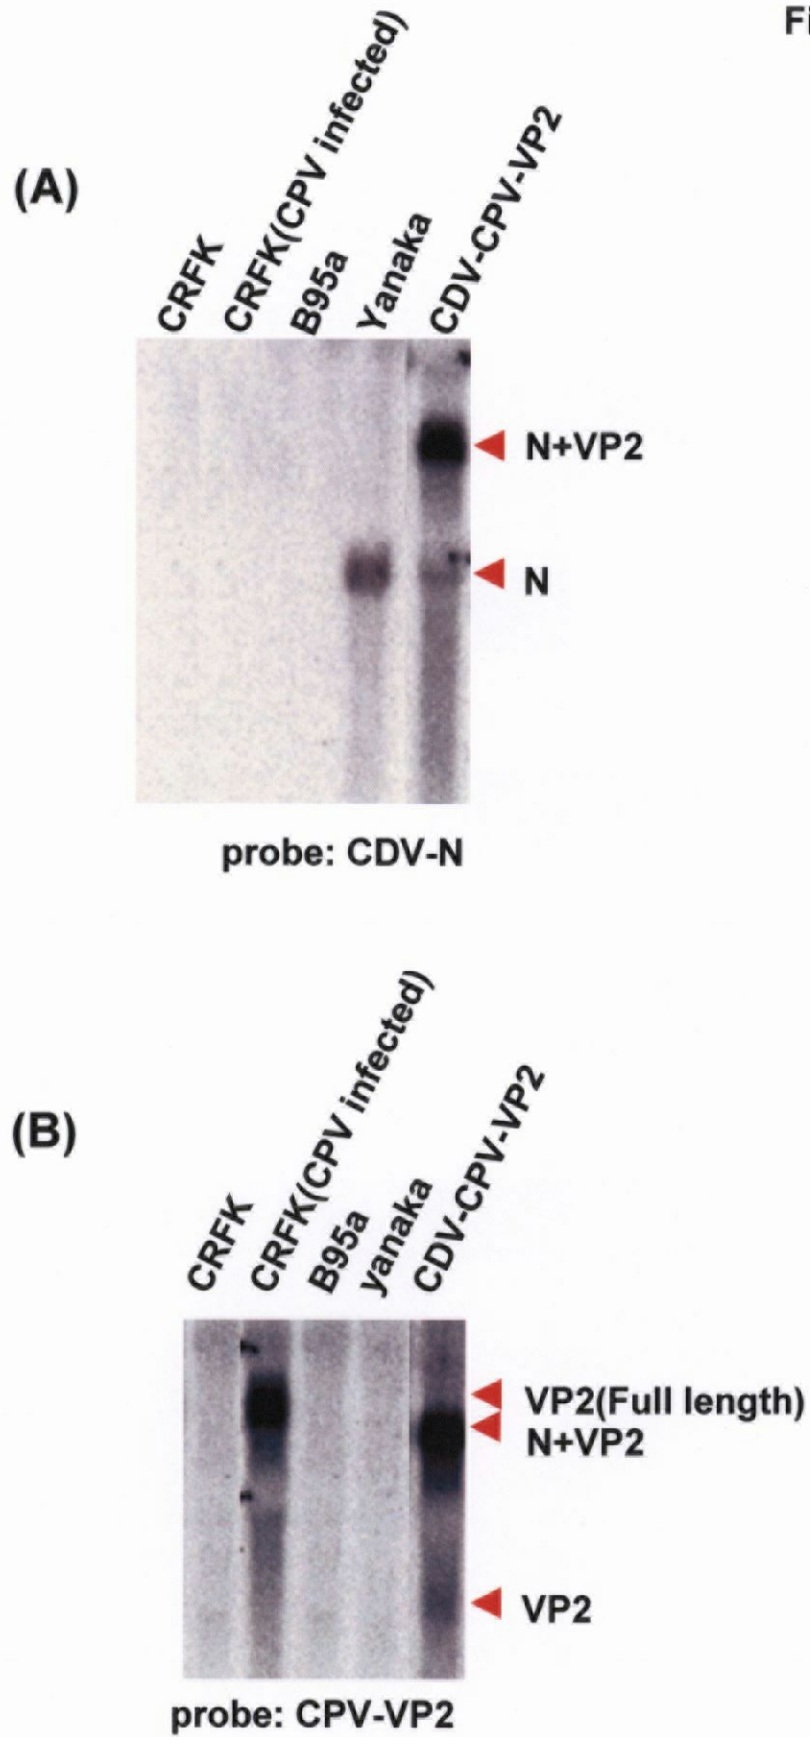 Fi
(A)
CRFK
CRFK(CPV infected)
B95a
Yanaka
CDV-CPV-VP2
N+VP2
N
probe: CDV-N
(B)
CRFK
CRFK(CPV infected)
B95a
yanaka
CDV-CPV-VP2
VP2(Full length)
N+VP2
VP2
probe: CPV-VP2